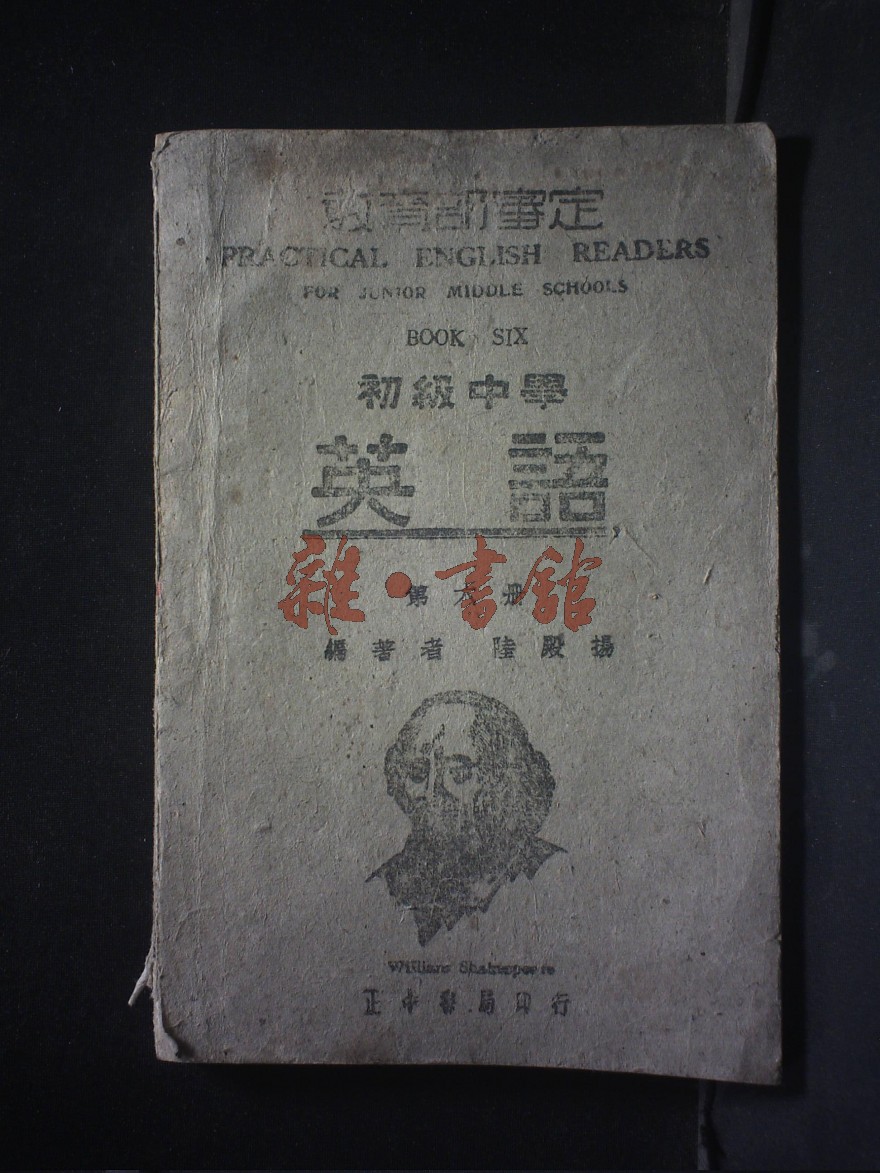 教育部審定
PRACTICAL ENGLISH READERS
FOR JUNIOR MIDDLE SCHOOLS
BOOK SIX
初級中學
英語
第六册
雜·書館
編著者 陸殿揚
William Shakespeare
正中書局印行